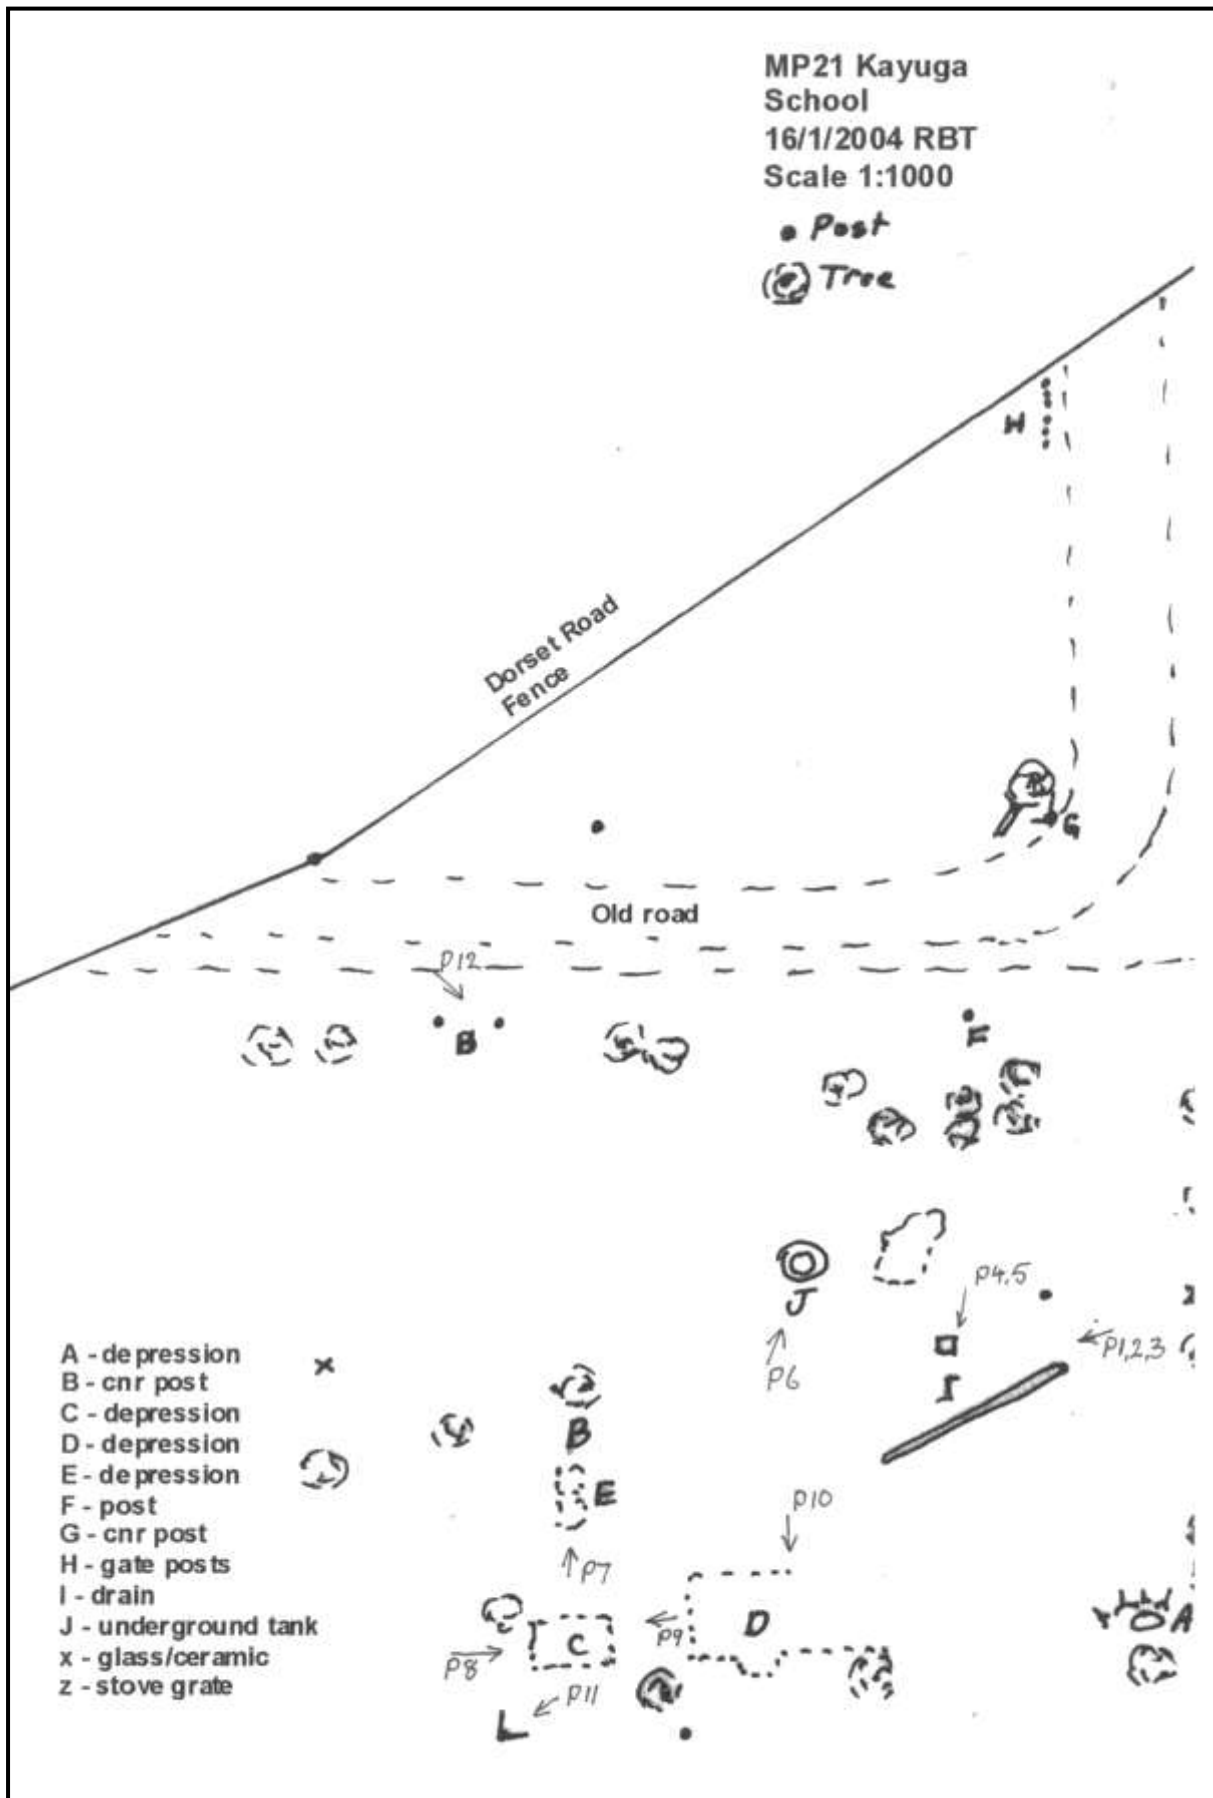 MP21 Kayuga
School
16/1/2004 RBT
Scale 1:1000
Post
Tree
H
Dorset Road
Fence
G
Old road
P12
B
F
J
P4,5
P1,2,3
P6
I
A - depression x
B - cnr post
C - depression
D - depression
E - depression
F - post
G - cnr post
H - gate posts
I - drain
J - underground tank
x - glass/ceramic
z - stove grate
B
E
P10
P7
D
A
C
P9
P8
P11
L